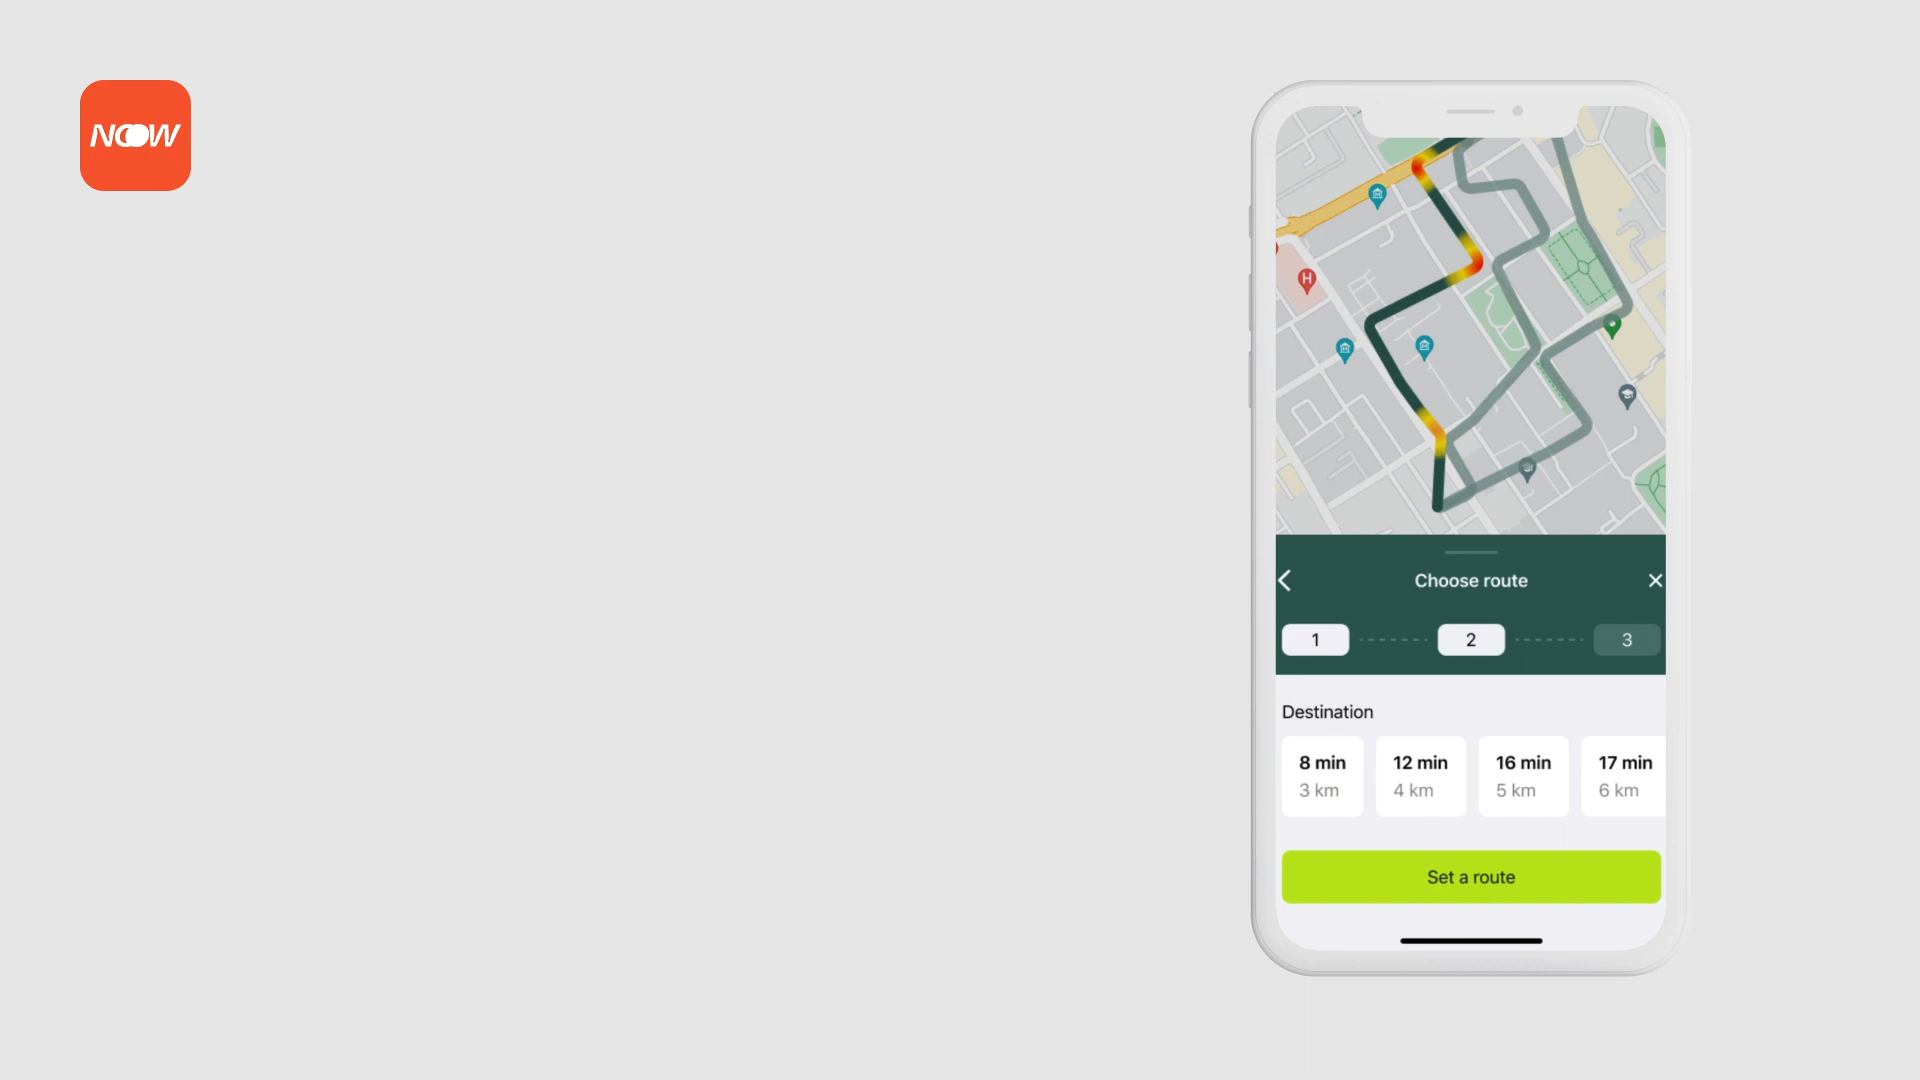 NOOW
H
Choose route
1
2
3
Destination
8 min
12 min
16 min
17 min
3 km
4 km
5 km
6 km
Set a route